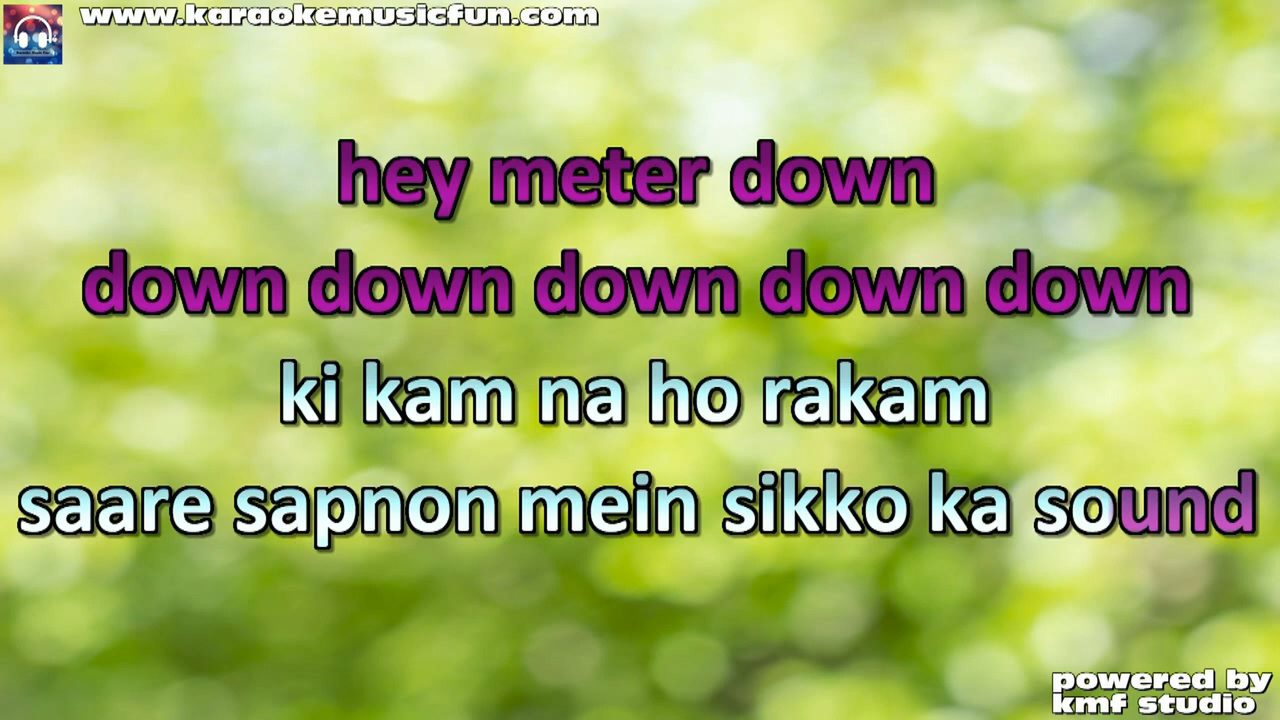 www.karaokemusicfun.com
hey meter down
down down down down down
ki kam na ho rakam
saare sapnon mein sikko ka sound
powered by
kmf studio